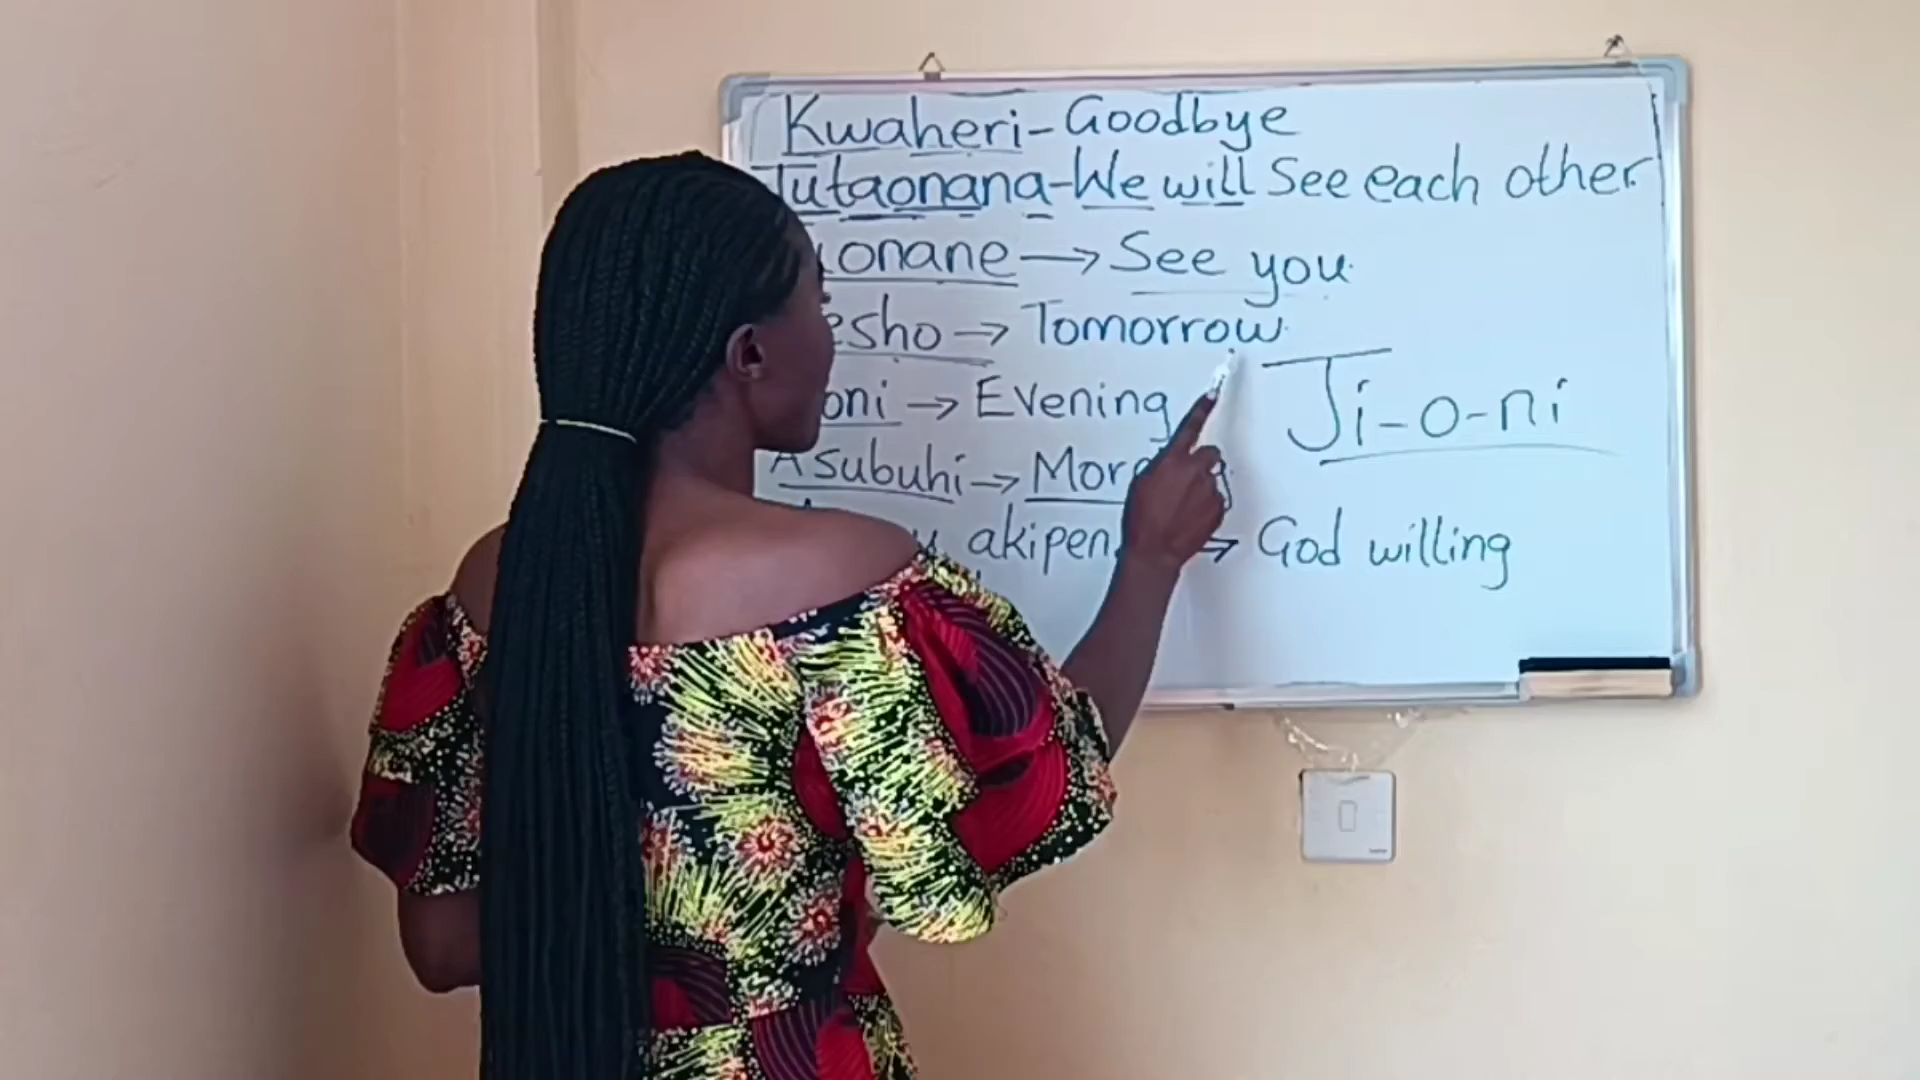 Kwaheri - Goodbye
Tutaonana - We will See each other.
onane → See you.
esho → Tomorrow.
oni → Evening
Ji-o-ni
Asubuhi → Mor g
akipen → God willing